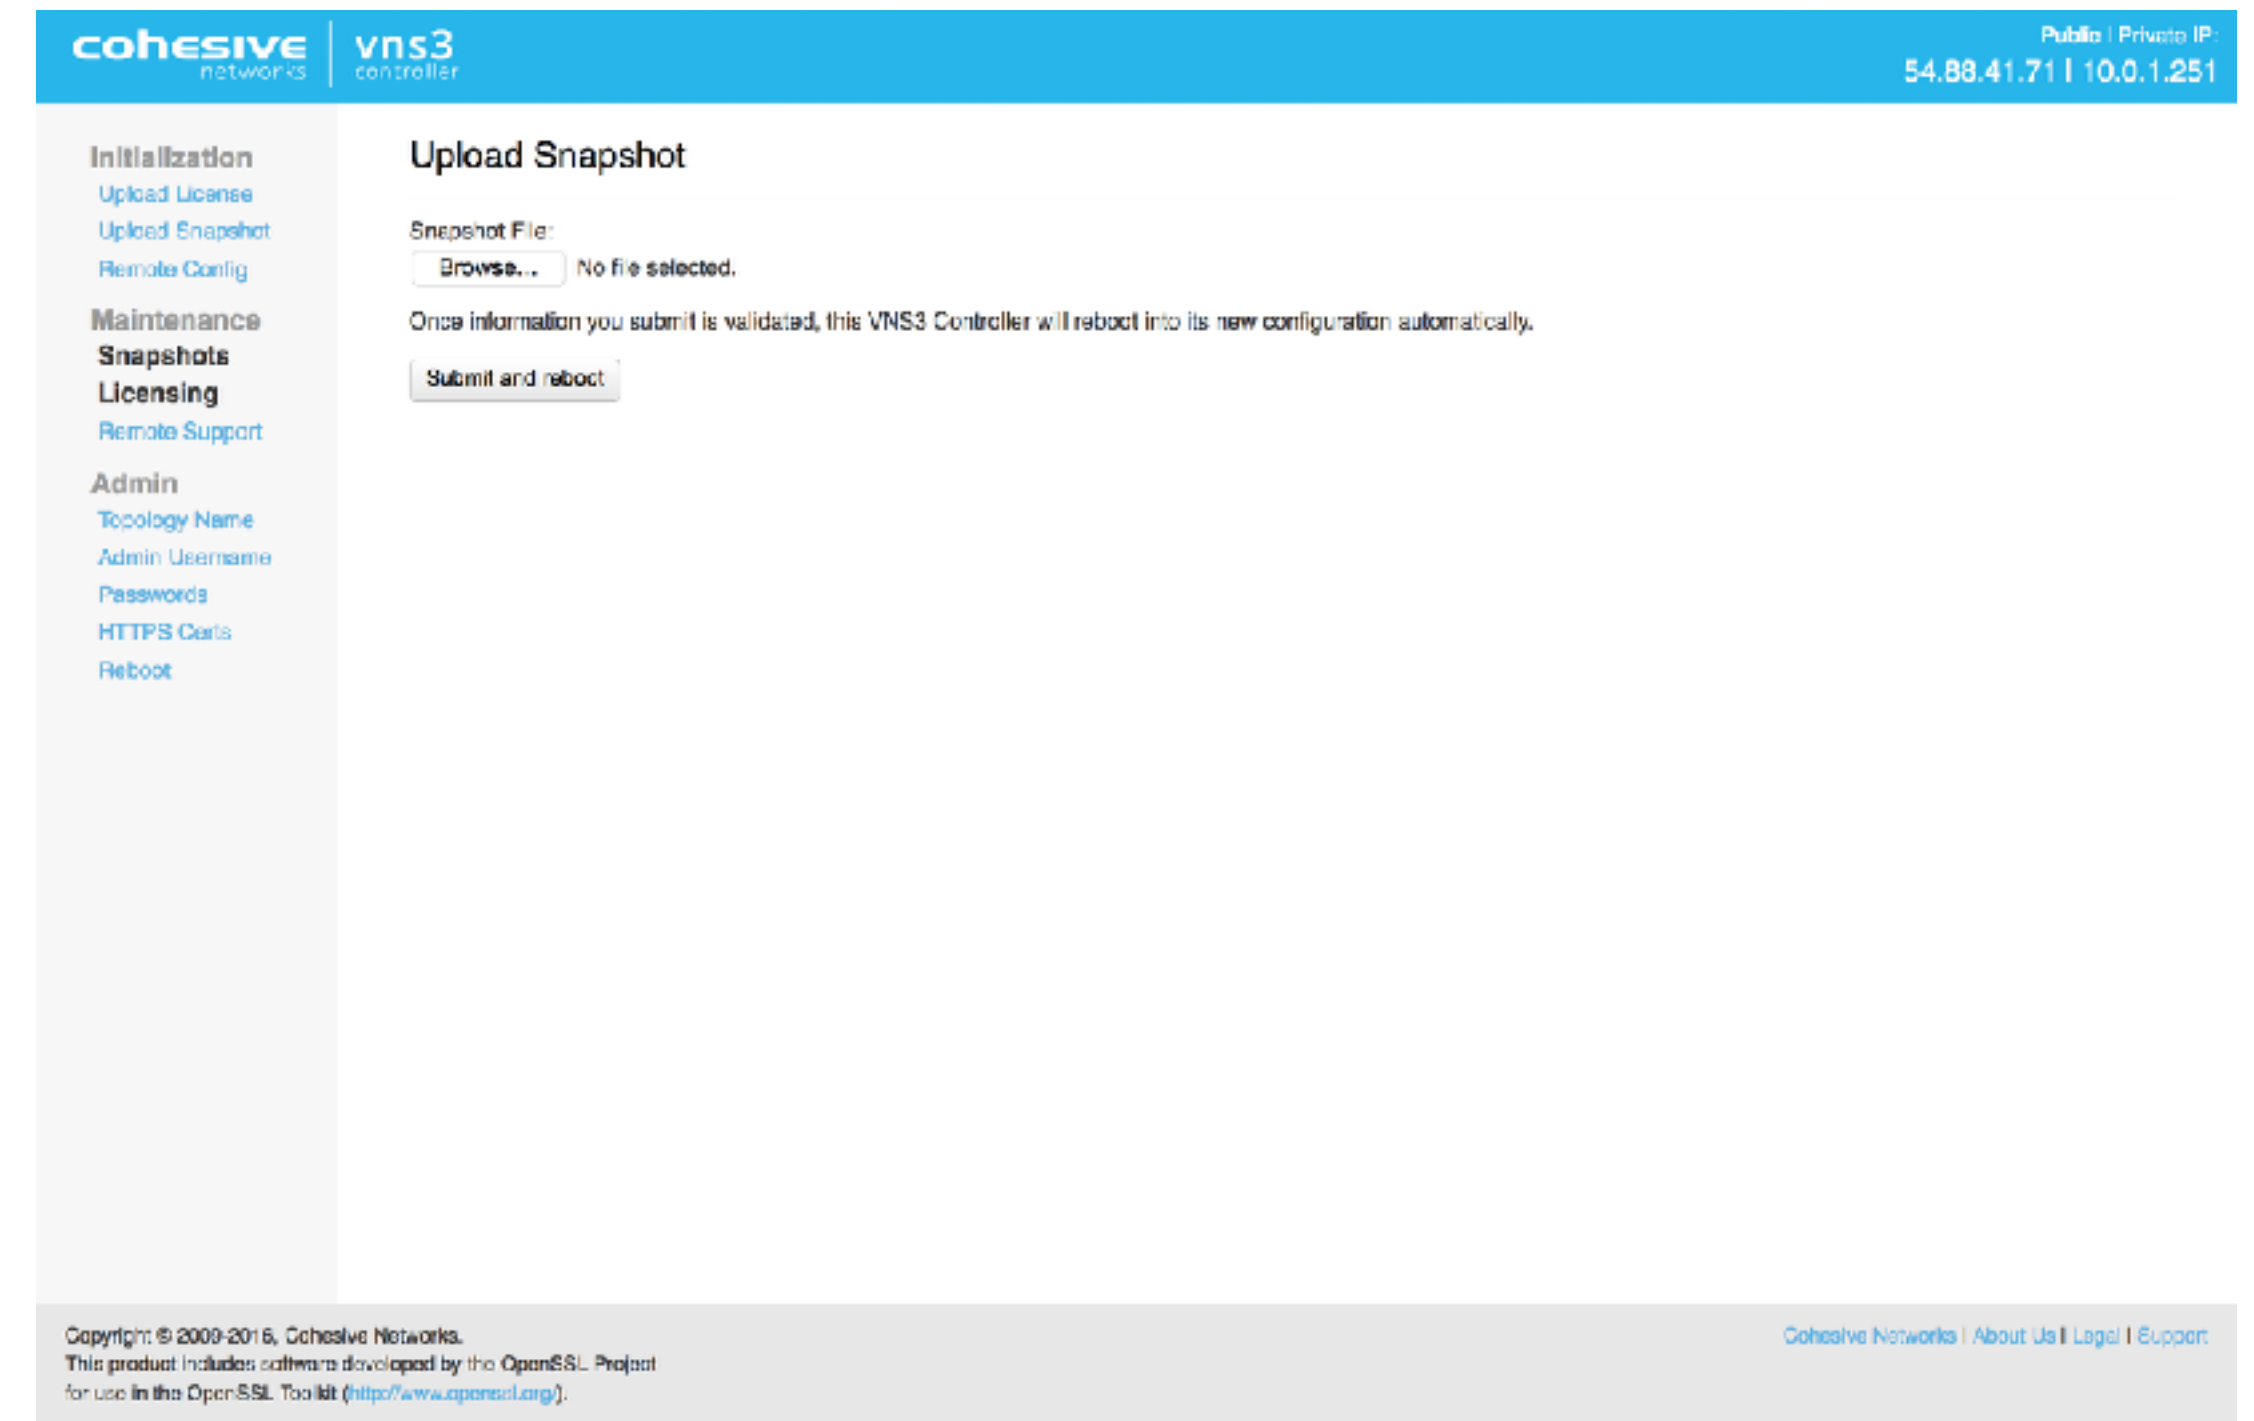 cohesive networks vns3 controller
Public | Private IP:
54.88.41.71 | 10.0.1.251
Initialization
Upload License
Upload Snapshot
Remote Config
Maintenance
Snapshots
Licensing
Remote Support
Admin
Topology Name
Admin Username
Passwords
HTTPS Certs
Reboot
Upload Snapshot
Snapshot File:
Browse... No file selected.
Once information you submit is validated, this VNS3 Controller will reboot into its new configuration automatically.
Submit and reboot
Copyright © 2009-2016, Cohesive Networks.
This product includes software developed by the OpenSSL Project
for use in the OpenSSL Toolkit (http://www.openssl.org/).
Cohesive Networks | About Us | Legal | Support